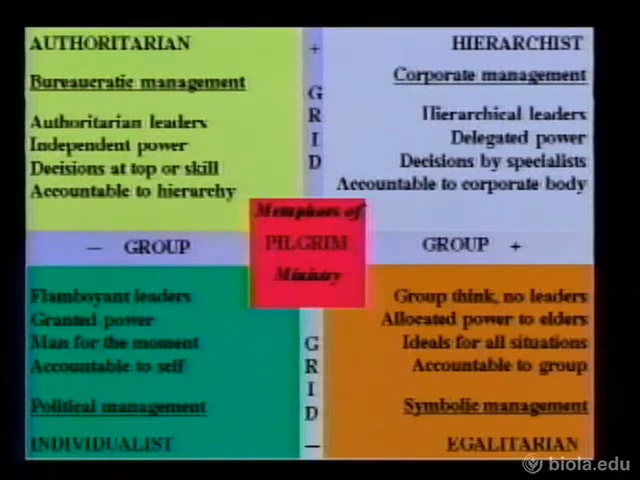 AUTHORITARIAN
Bureaucratic management
Authoritarian leaders
Independent power
Decisions at top or skill
Accountable to hierarchy
+
G
R
I
D
HIERARCHIST
Corporate management
Hierarchical leaders
Delegated power
Decisions by specialists
Accountable to corporate body
− GROUP
Metaphors of
PILGRIM
Ministry
GROUP +
Flamboyant leaders
Granted power
Man for the moment
Accountable to self
Political management
INDIVIDUALIST
G
R
I
D
−
Group think, no leaders
Allocated power to elders
Ideals for all situations
Accountable to group
Symbolic management
EGALITARIAN
biola.edu